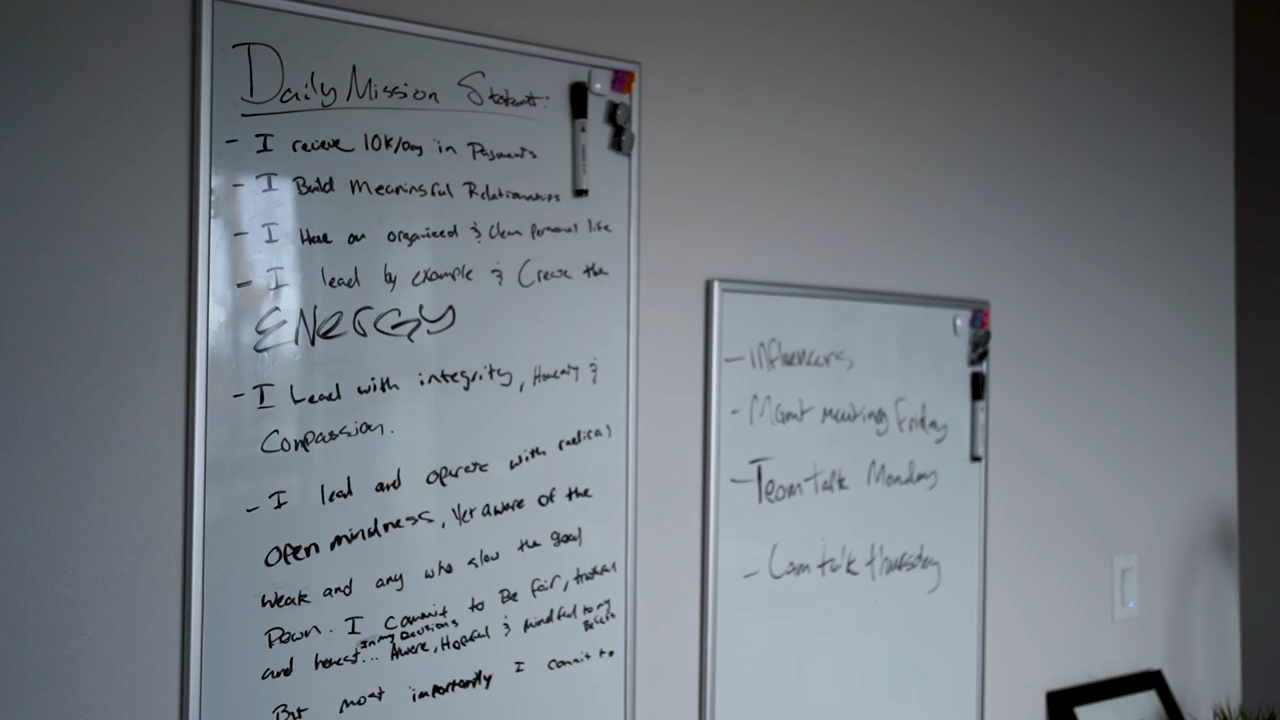 Daily Mission Statement:
- I recieve 10K/day in Payments
- I Build Meaningful Relationships
- I Have an organized & Clean personal life
- I lead by example & Create the
ENERGY
- I Lead with integrity, Honesty &
Compassion.
- I lead and operate with radical
open mindness, Yet aware of the
weak and any who slow the goal
Down. I Commit to Be fair, truthful
in my Decisions
and honest... Aware, Hopeful & mindful to my
Beliefs
But most importantly I commit to
- Influencers,
- Mgmt meeting Friday
- Team talk Monday
- Cam talk thursday